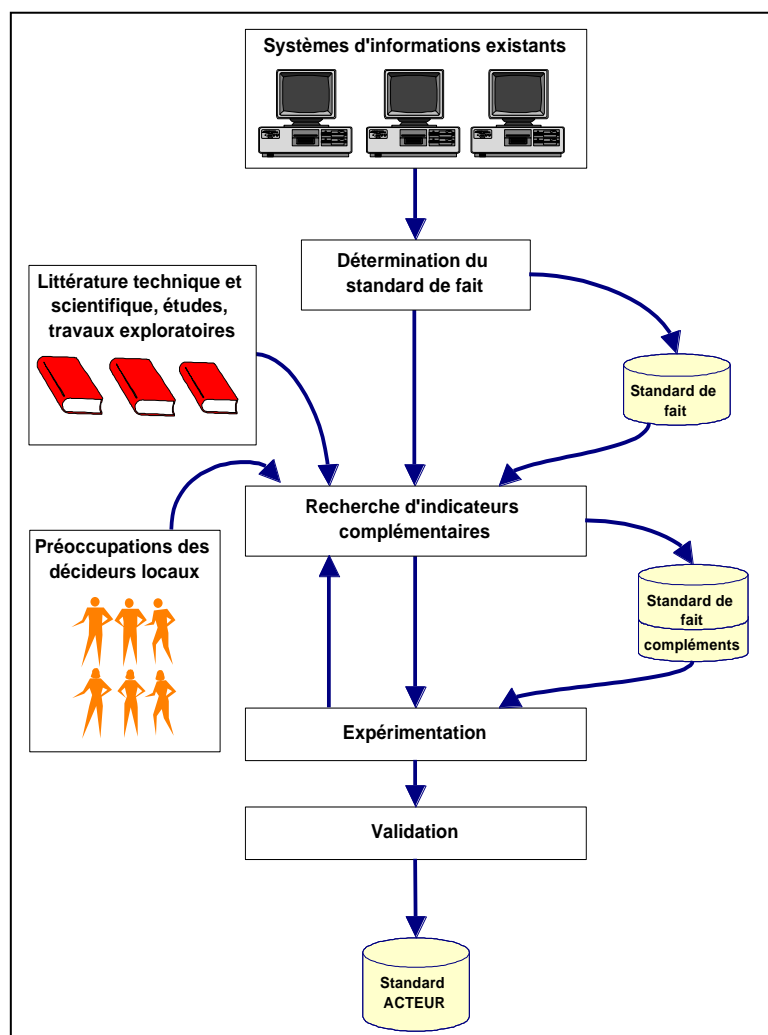 Systèmes d'informations existants
Détermination du
standard de fait
Littérature technique et
scientifique, études,
travaux exploratoires
Standard de
fait
Recherche d'indicateurs
complémentaires
Préoccupations des
décideurs locaux
Standard de
fait
compléments
Expérimentation
Validation
Standard
ACTEUR